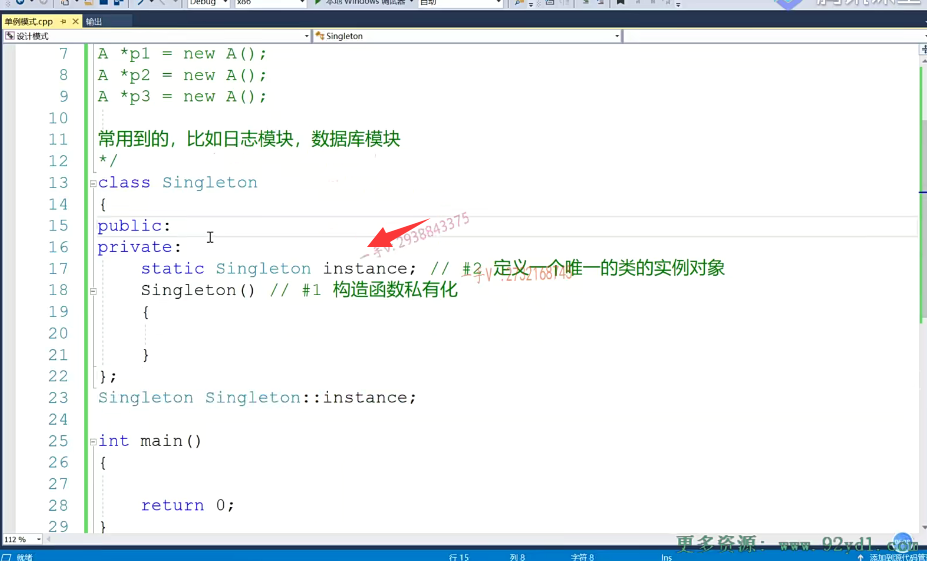 Debug x86 本地 Windows 调试器 自动
腾讯课堂
单例模式.cpp 输出
设计模式 Singleton
7 A *p1 = new A();
8 A *p2 = new A();
9 A *p3 = new A();
10
11 常用到的，比如日志模块，数据库模块
12 */
13 class Singleton
14 {
15 public:
16 private:
17 static Singleton instance; // #2 定义一个唯一的类的实例对象
18 Singleton() // #1 构造函数私有化
19 {
20
21 }
22 };
23 Singleton Singleton::instance;
24
25 int main()
26 {
27
28 return 0;
29 }
112 %
就绪 行 15 列 8 字符 8 Ins 添加到源代码管
更多资源：www.92yd1.com